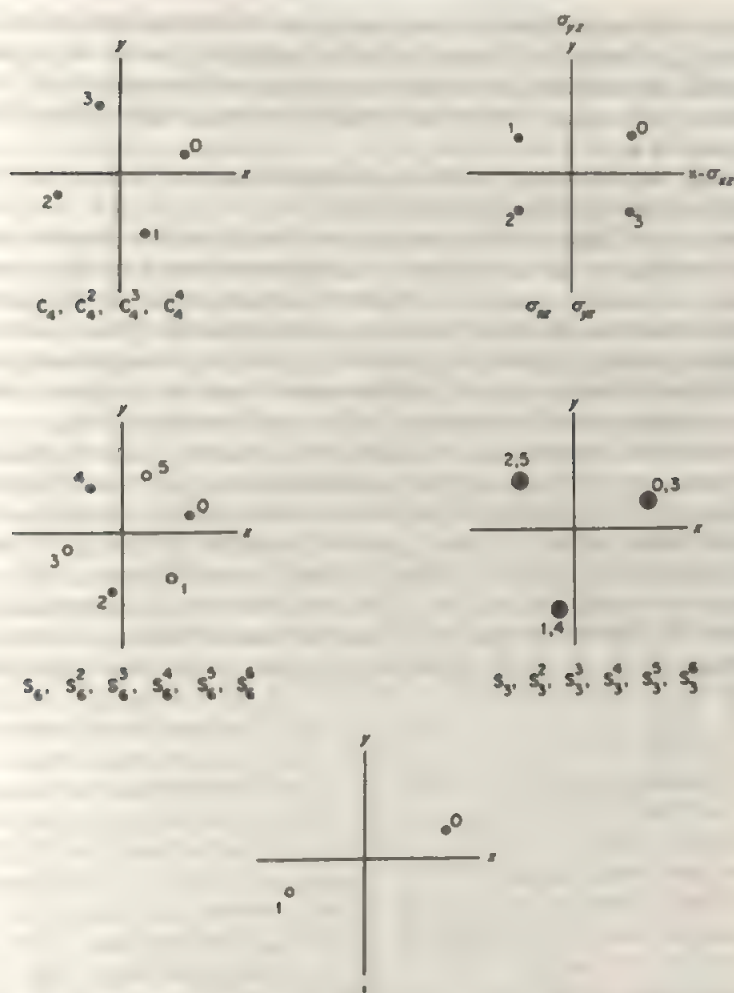 σyz
y y
3 0 1 0
x x-σxz
2 1 2 3
C4, C4^2, C4^3, C4^4 σxz σyz
y y
4 5 0 2,5 0,3
x
3 2 1 1,4
S6, S6^2, S6^3, S6^4, S6^5, S6^6 S3, S3^2, S3^3, S3^4, S3^5, S3^6
y
0
x
1